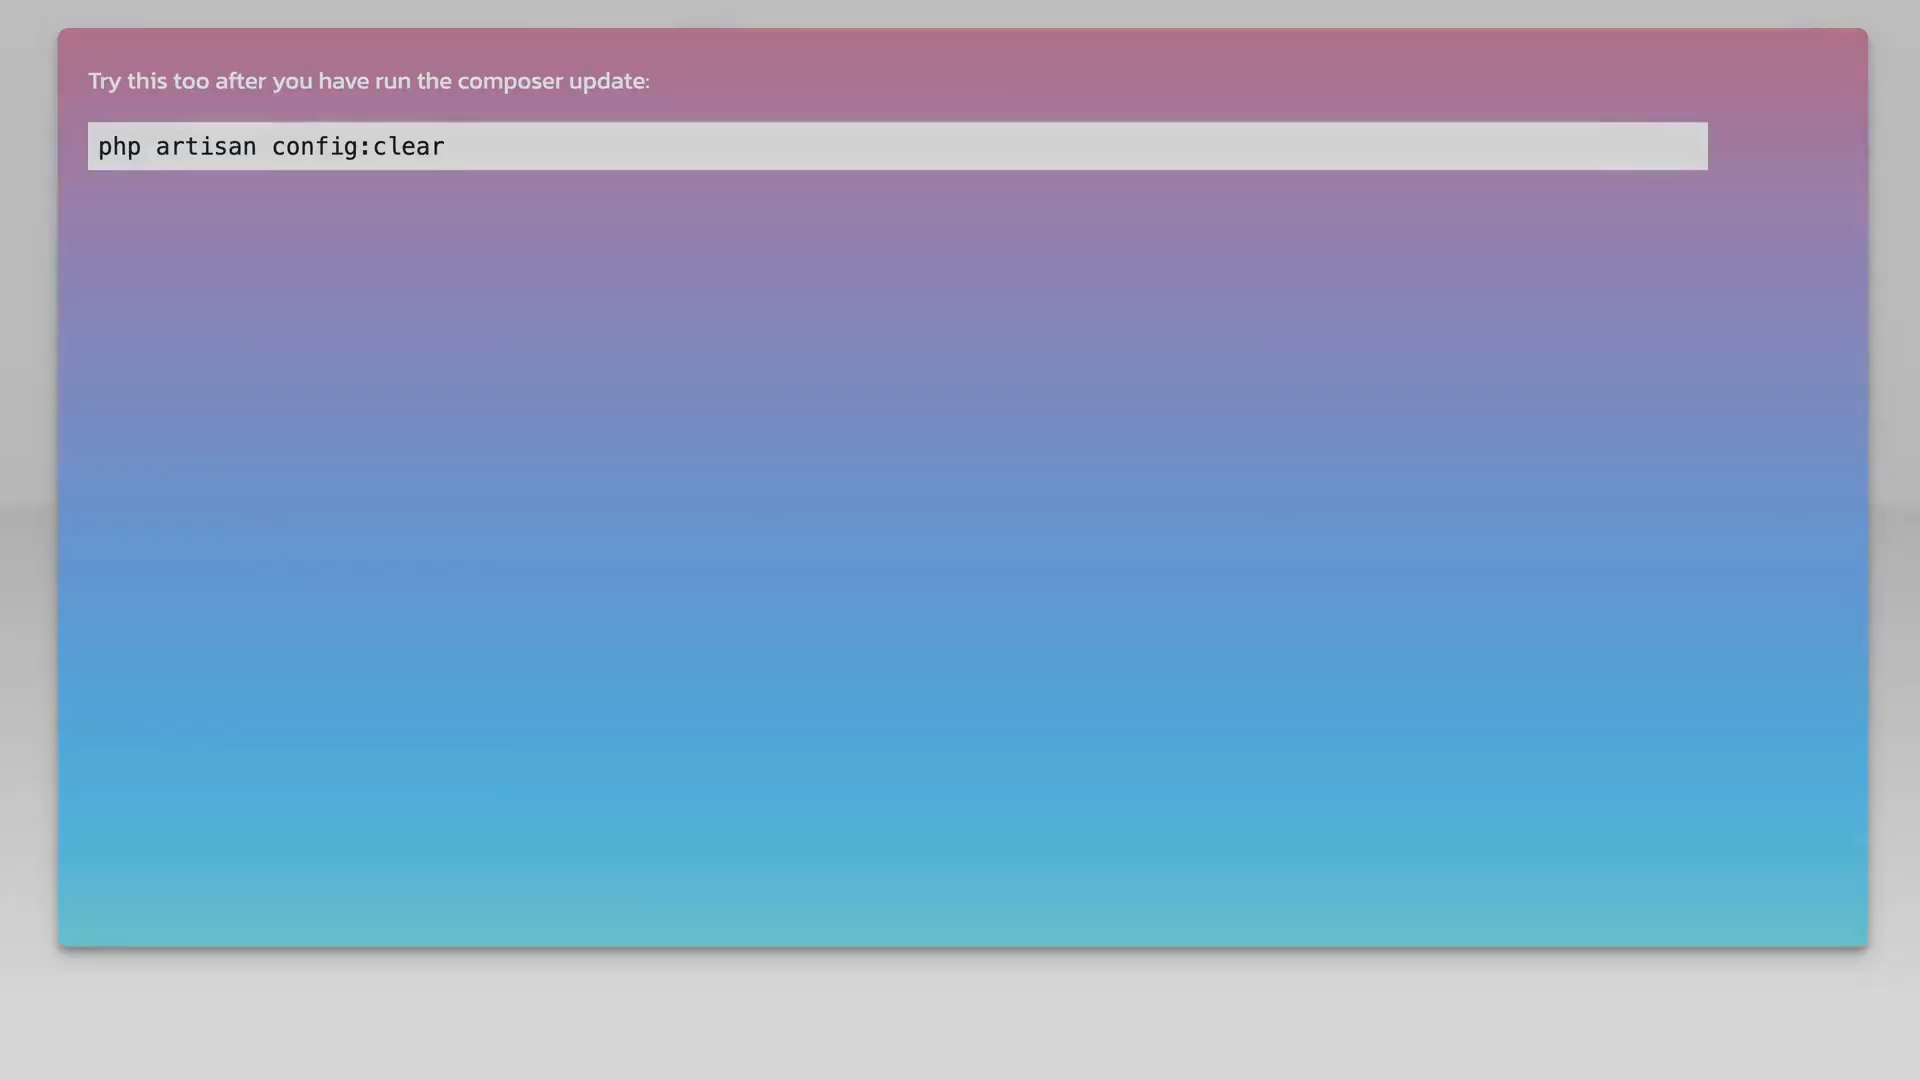 Try this too after you have run the composer update:
php artisan config:clear